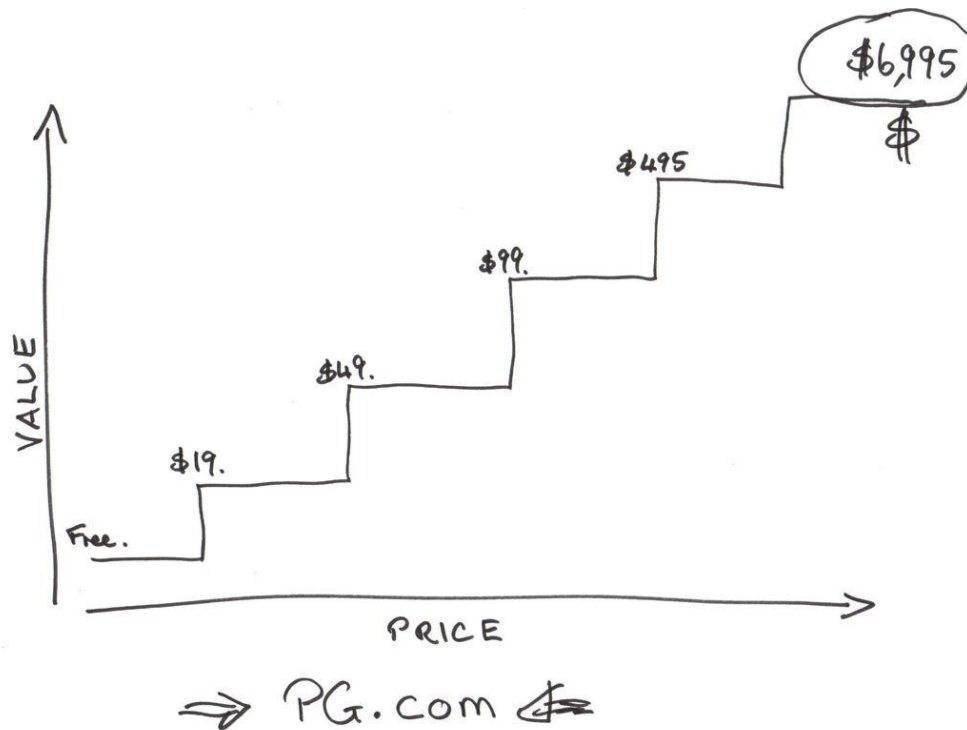 $6,995
$
$495
$99.
$49.
VALUE
$19.
Free.
PRICE
⇒ PG.com ⇐